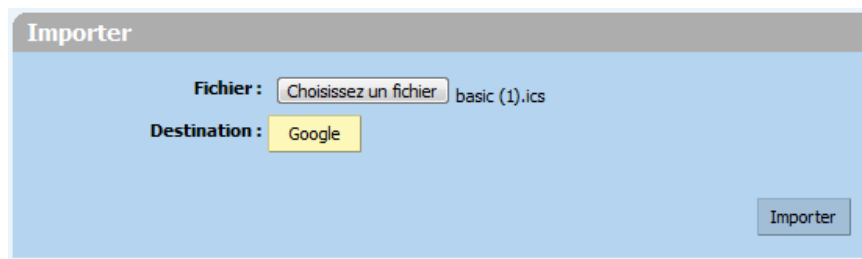 Importer
Fichier : Choisissez un fichier basic (1).ics
Destination : Google
Importer